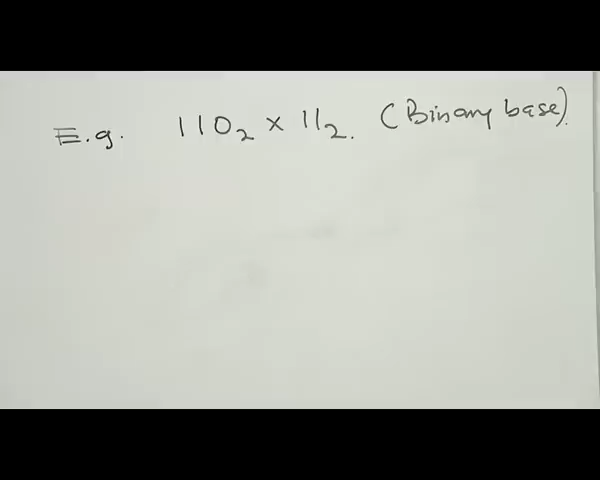 E.g. 110₂ × 11₂. (Binary base).